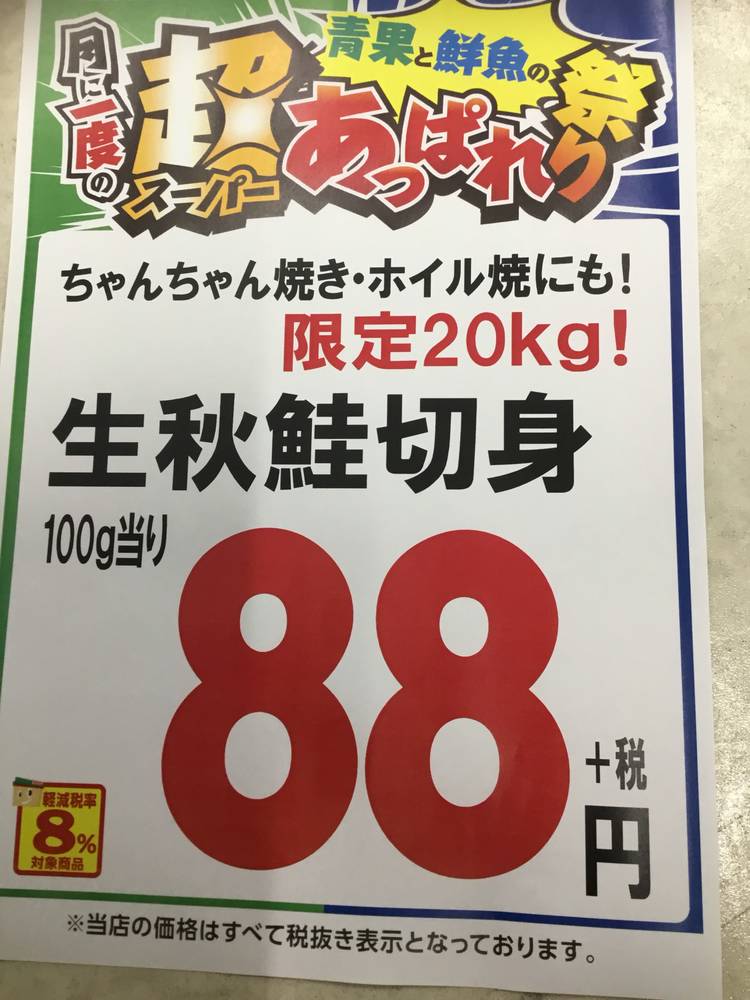 月に一度の
超
スーパー
青果と鮮魚の
あっぱれ祭り
ちゃんちゃん焼き・ホイル焼にも!
限定20kg!
生秋鮭切身
100g当り
88
+税
円
軽減税率
8%
対象商品
※当店の価格はすべて税抜き表示となっております。